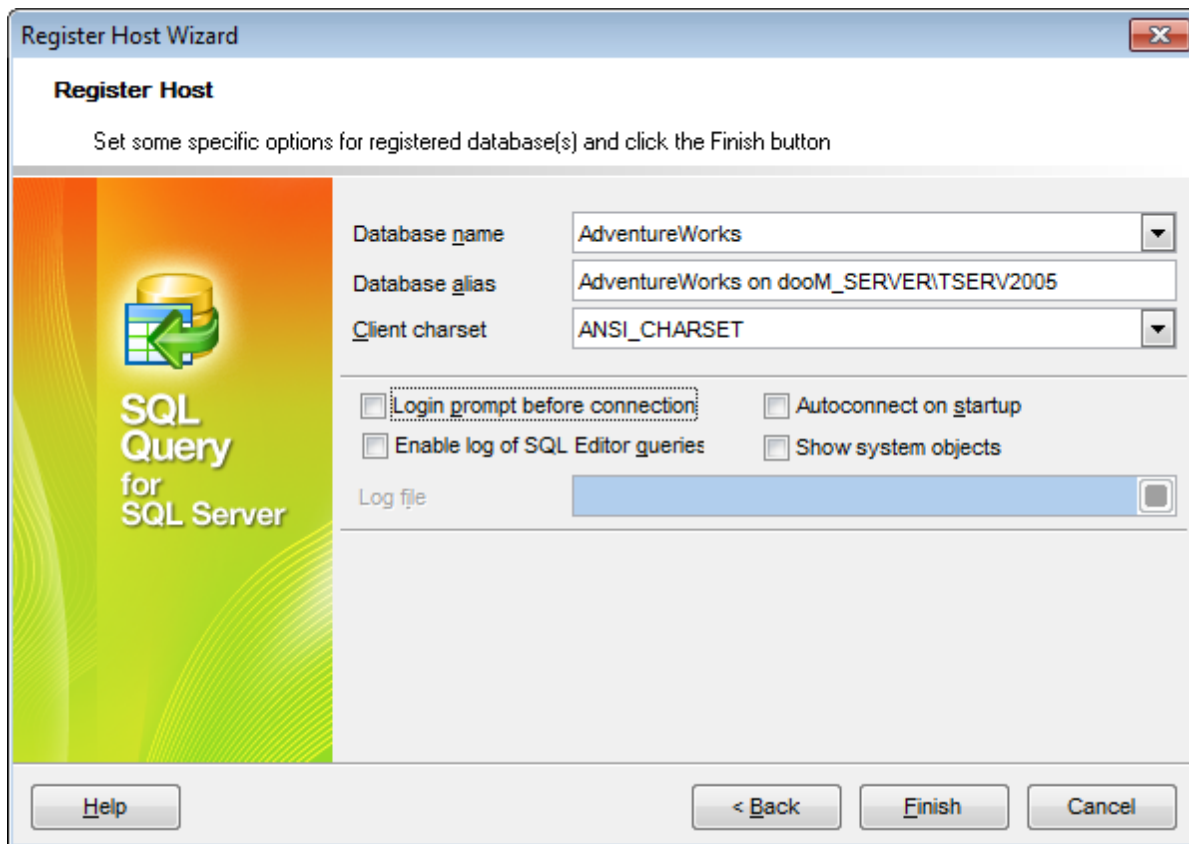 Register Host Wizard
Register Host
Set some specific options for registered database(s) and click the Finish button
Database name
AdventureWorks
Database alias
AdventureWorks on dooM_SERVER\TSERV2005
Client charset
ANSI_CHARSET
Login prompt before connection
Autoconnect on startup
Enable log of SQL Editor queries
Show system objects
Log file
SQL
Query
for
SQL Server
Help
< Back
Finish
Cancel